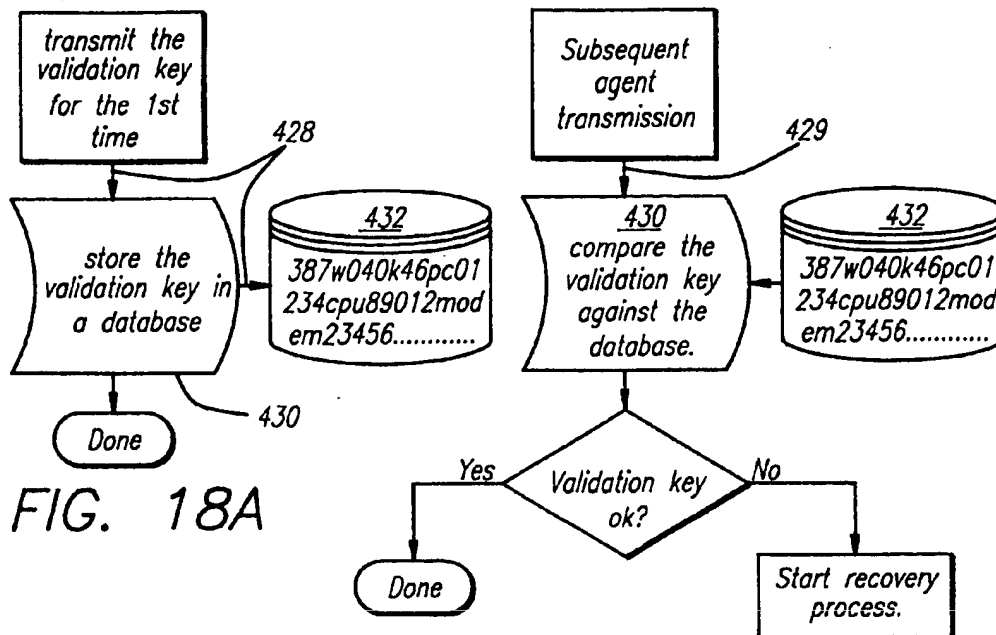 transmit the
validation key
for the 1st
time
428
store the
validation key in
a database
432
387w040k46pc01
234cpu89012mod
em23456............
430
Done
FIG. 18A
Subsequent
agent
transmission
429
430
compare the
validation key
against the
database.
432
387w040k46pc01
234cpu89012mod
em23456............
Yes
Validation key
ok?
No
Done
Start recovery
process.